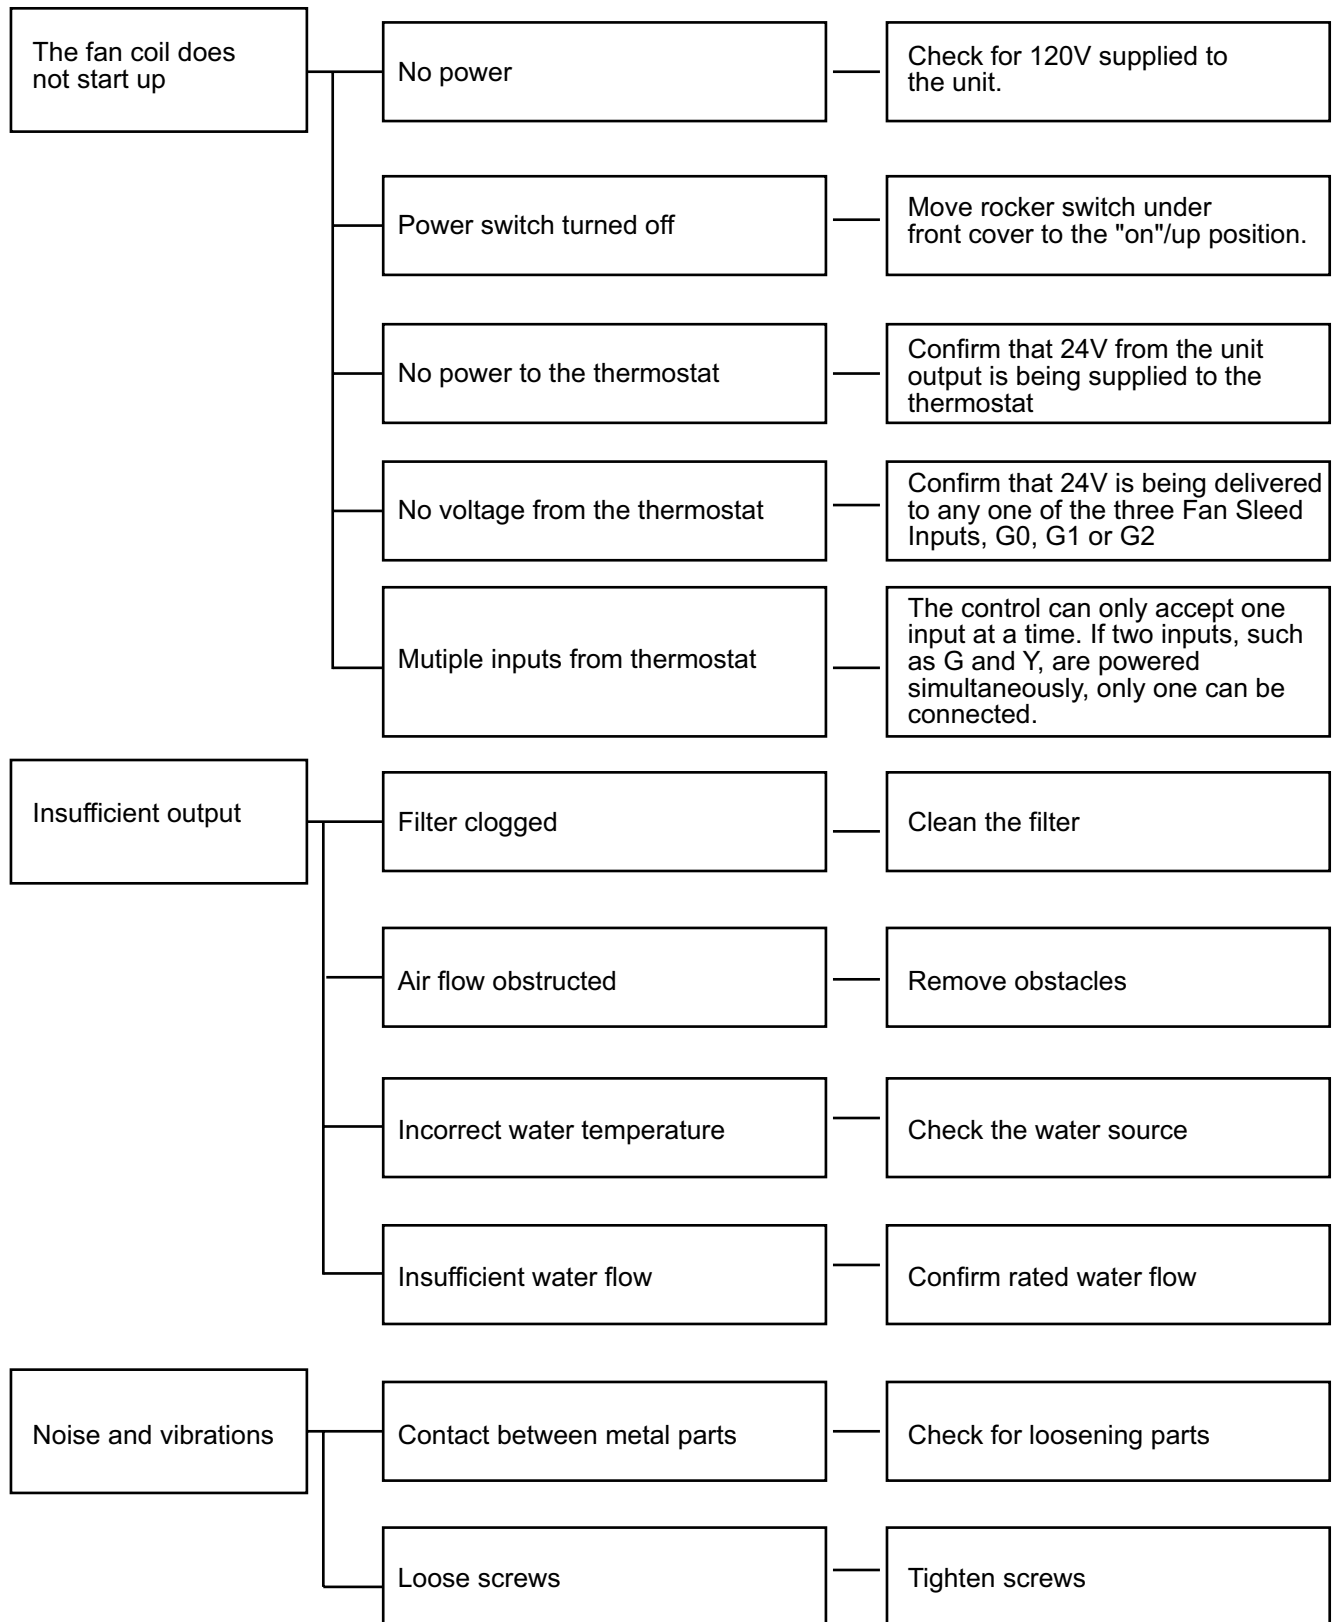 The fan coil does
not start up
No power
Check for 120V supplied to
the unit.
Power switch turned off
Move rocker switch under
front cover to the "on"/up position.
No power to the thermostat
Confirm that 24V from the unit
output is being supplied to the
thermostat
No voltage from the thermostat
Confirm that 24V is being delivered
to any one of the three Fan Sleed
Inputs, G0, G1 or G2
Mutiple inputs from thermostat
The control can only accept one
input at a time. If two inputs, such
as G and Y, are powered
simultaneously, only one can be
connected.
Insufficient output
Filter clogged
Clean the filter
Air flow obstructed
Remove obstacles
Incorrect water temperature
Check the water source
Insufficient water flow
Confirm rated water flow
Noise and vibrations
Contact between metal parts
Check for loosening parts
Loose screws
Tighten screws